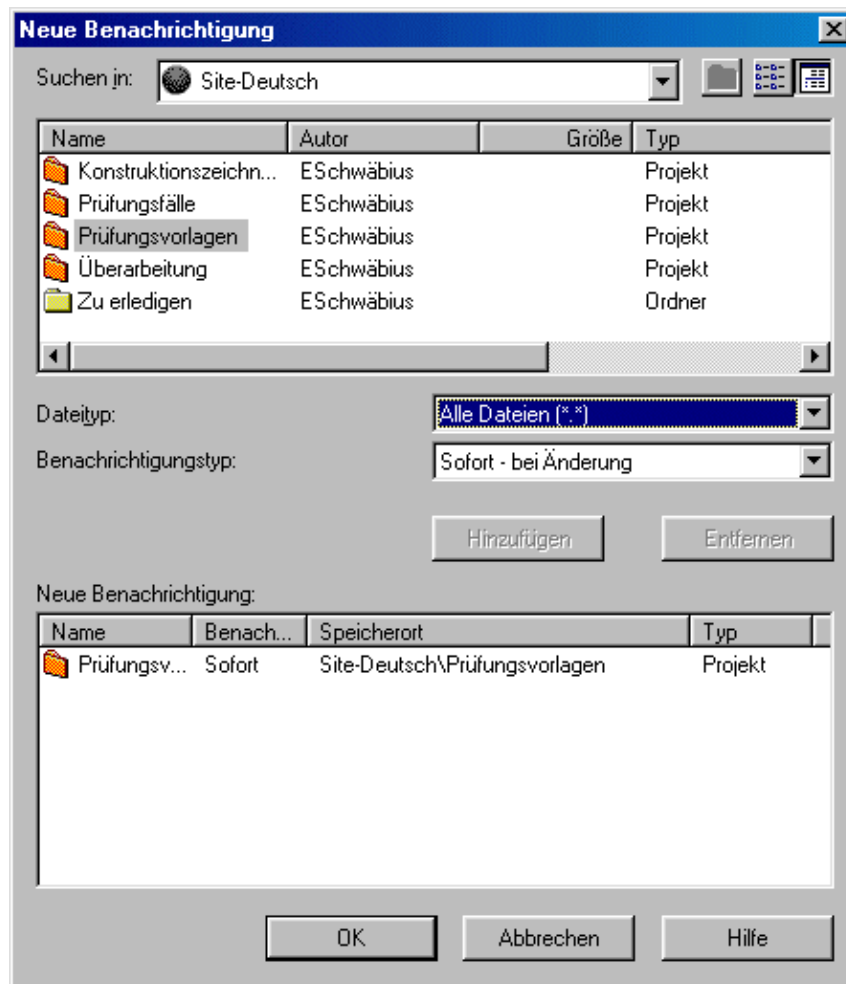 Neue Benachrichtigung
Suchen in: Site-Deutsch
Name Autor Größe Typ
Konstruktionszeichn... ESchwäbius Projekt
Prüfungsfälle ESchwäbius Projekt
Prüfungsvorlagen ESchwäbius Projekt
Überarbeitung ESchwäbius Projekt
Zu erledigen ESchwäbius Ordner
Dateityp: Alle Dateien (*.*)
Benachrichtigungstyp: Sofort - bei Änderung
Hinzufügen Entfernen
Neue Benachrichtigung:
Name Benach... Speicherort Typ
Prüfungsv... Sofort Site-Deutsch\Prüfungsvorlagen Projekt
OK Abbrechen Hilfe